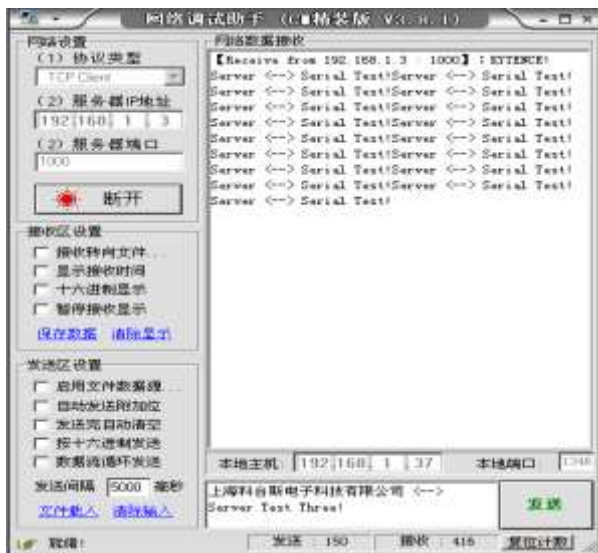 网络调试助手 (C■精装版 V3.8.1)
网络设置
(1) 协议类型
TCP Client
(2) 服务器IP地址
192 168 1 3
(2) 服务器端口
1000
断开
接收区设置
接收转向文件...
显示接收时间
十六进制显示
暂停接收显示
保存数据 清除显示
发送区设置
启用文件数据源...
自动发送附加位
发送完自动清空
按十六进制发送
数据流循环发送
发送间隔 5000 毫秒
文件载入 清除输入
网络数据接收
【Receive from 192.168.1.3 : 1000】:
Server <--> Serial Test!Server <--> Serial Test!
Server <--> Serial Test!Server <--> Serial Test!
Server <--> Serial Test!Server <--> Serial Test!
Server <--> Serial Test!Server <--> Serial Test!
Server <--> Serial Test!Server <--> Serial Test!
Server <--> Serial Test!Server <--> Serial Test!
Server <--> Serial Test!Server <--> Serial Test!
Server <--> Serial Test!
本地主机 192 168 1 37 本地端口
上海科台斯电子科技有限公司 <-->
Server Test Three!
发送
就绪! 发送 : 150 接收 : 416 复位计数